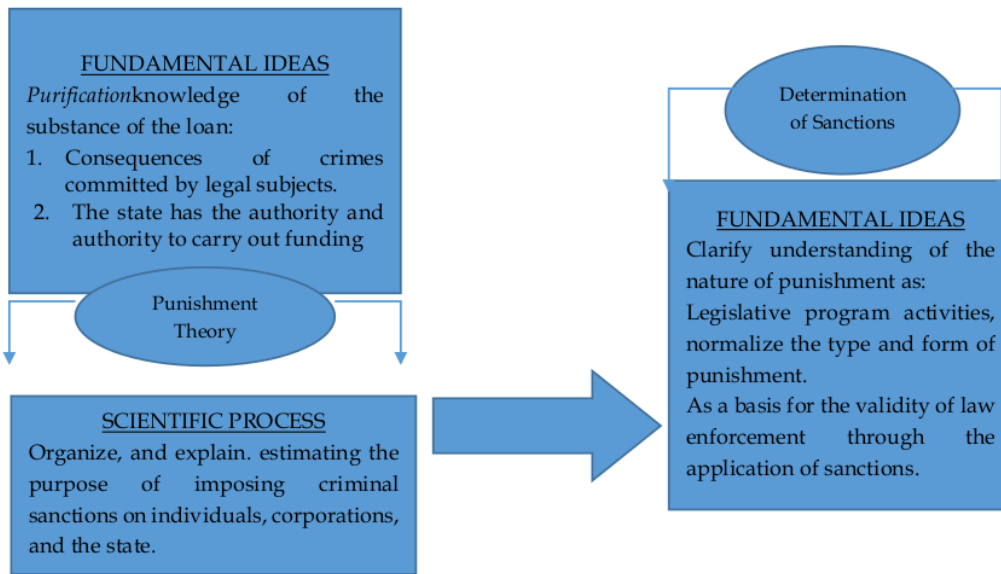 FUNDAMENTAL IDEAS
Purificationknowledge of the
substance of the loan:
1. Consequences of crimes
committed by legal subjects.
2. The state has the authority and
authority to carry out funding
Punishment
Theory
SCIENTIFIC PROCESS
Organize, and explain. estimating the
purpose of imposing criminal
sanctions on individuals, corporations,
and the state.
Determination
of Sanctions
FUNDAMENTAL IDEAS
Clarify understanding of the
nature of punishment as:
Legislative program activities,
normalize the type and form of
punishment.
As a basis for the validity of law
enforcement through the
application of sanctions.